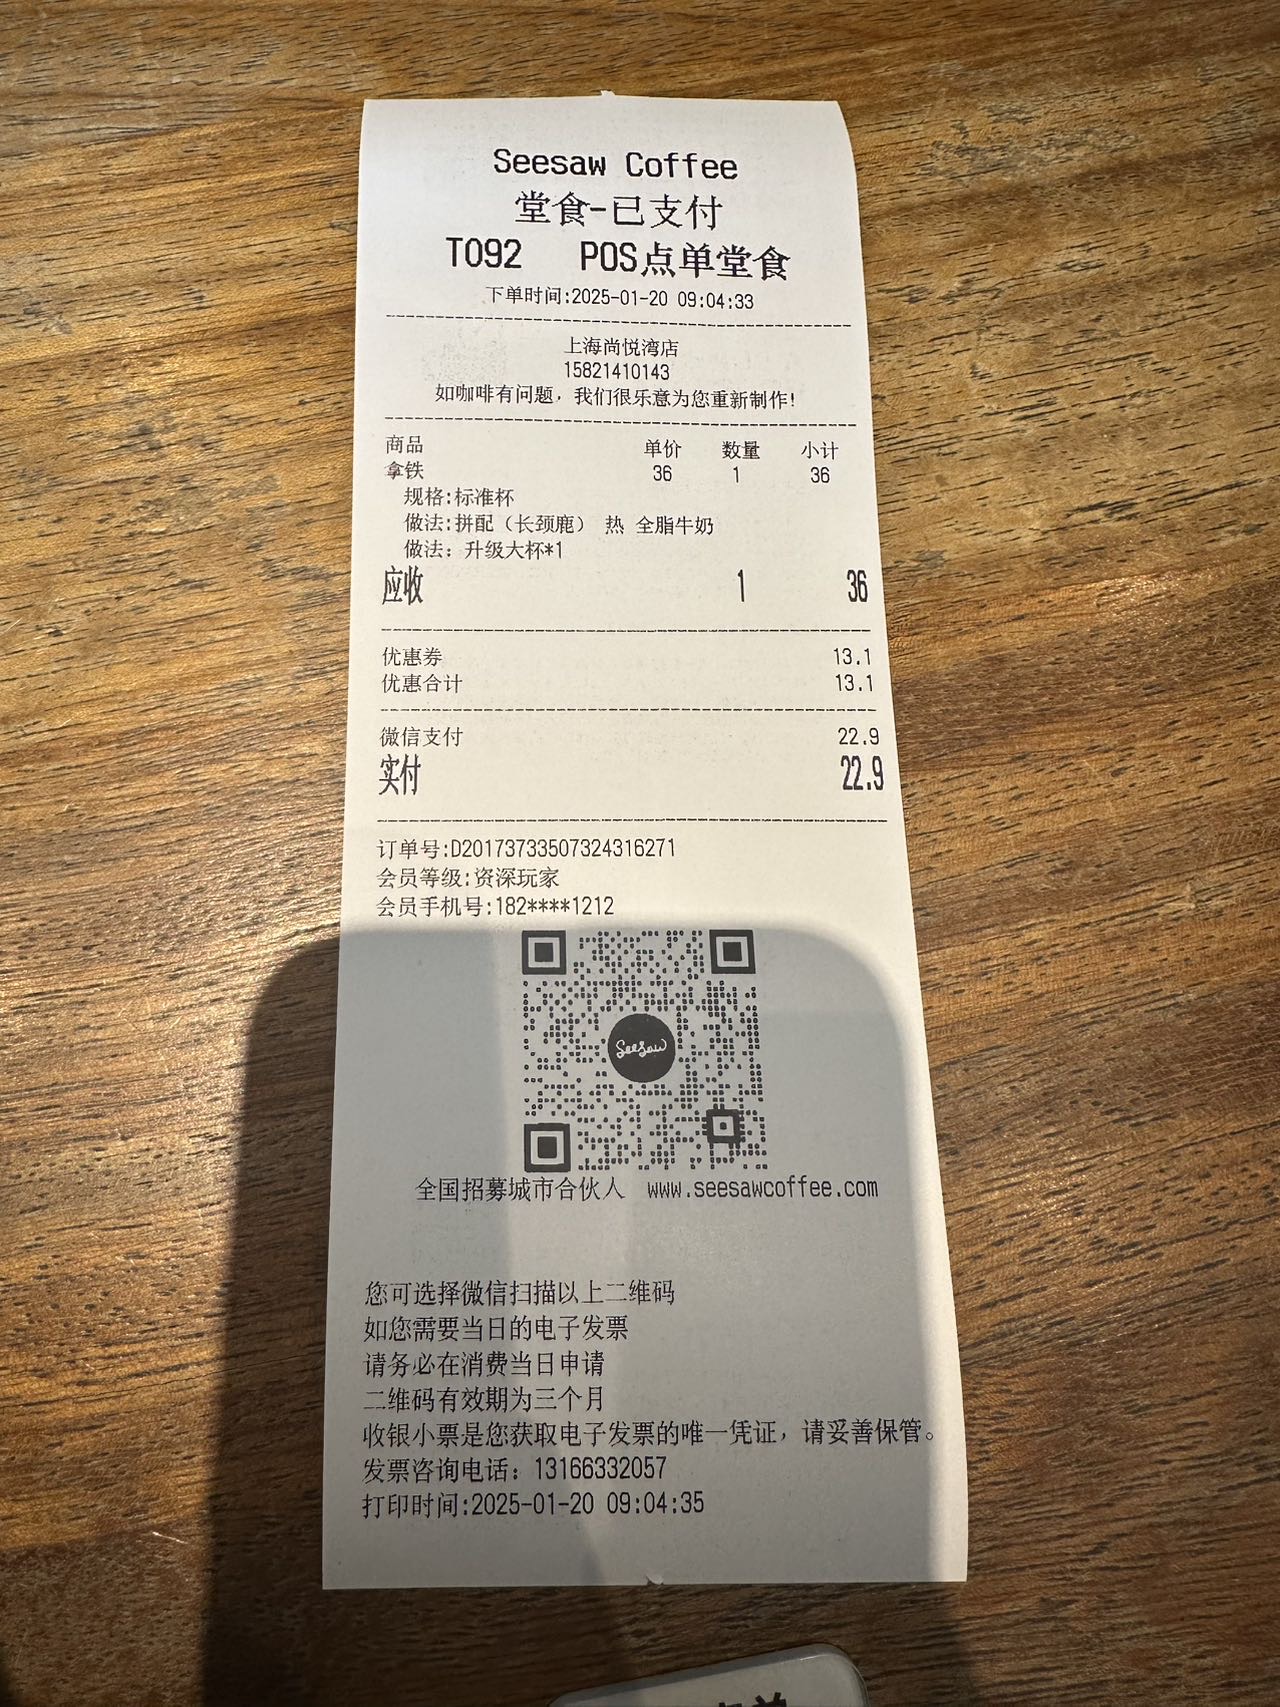 Seesaw Coffee
堂食-已支付
T092 POS点单堂食
下单时间:2025-01-20 09:04:33
上海尚悦湾店
15821410143
如咖啡有问题，我们很乐意为您重新制作!
商品 单价 数量 小计
拿铁 36 1 36
规格:标准杯
做法:拼配（长颈鹿） 热 全脂牛奶
做法：升级大杯*1
应收 1 36
优惠券 13.1
优惠合计 13.1
微信支付 22.9
实付 22.9
订单号:D20173733507324316271
会员等级:资深玩家
会员手机号:182****1212
Seesaw
全国招募城市合伙人 www.seesawcoffee.com
您可选择微信扫描以上二维码
如您需要当日的电子发票
请务必在消费当日申请
二维码有效期为三个月
收银小票是您获取电子发票的唯一凭证，请妥善保管。
发票咨询电话：13166332057
打印时间:2025-01-20 09:04:35